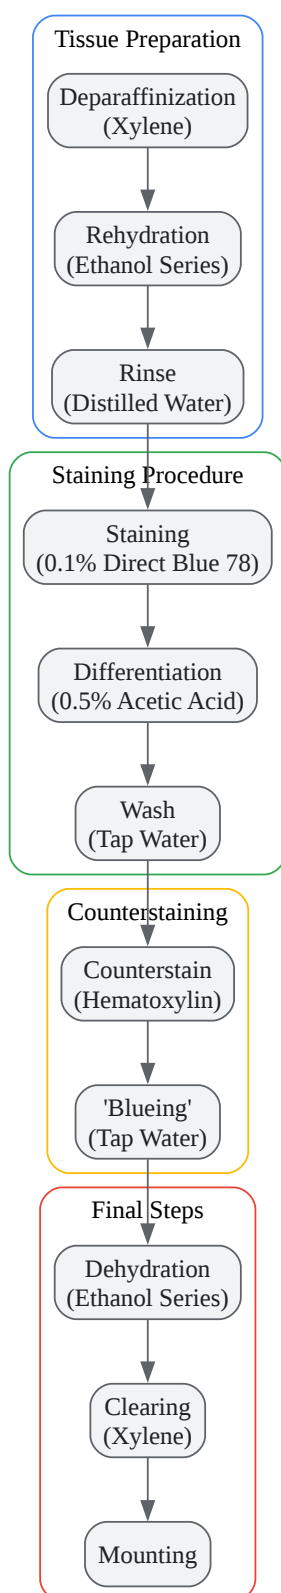 Tissue Preparation
Deparaffinization
(Xylene)
Rehydration
(Ethanol Series)
Rinse
(Distilled Water)
Staining Procedure
Staining
(0.1% Direct Blue 78)
Differentiation
(0.5% Acetic Acid)
Wash
(Tap Water)
Counterstaining
Counterstain
(Hematoxylin)
'Blueing'
(Tap Water)
Final Steps
Dehydration
(Ethanol Series)
Clearing
(Xylene)
Mounting